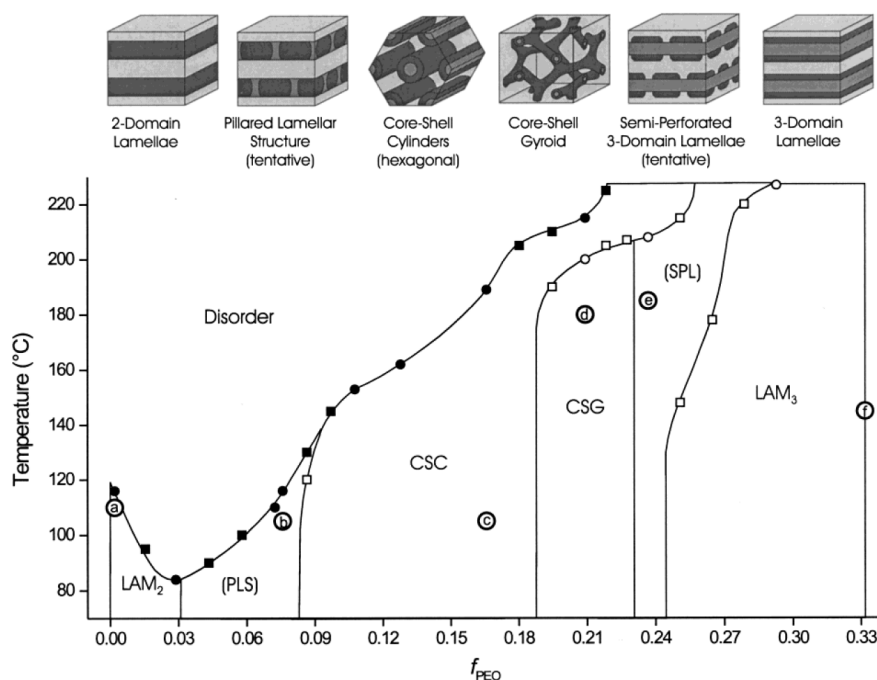 2-Domain
Lamellae
Pillared Lamellar
Structure
(tentative)
Core-Shell
Cylinders
(hexagonal)
Core-Shell
Gyroid
Semi-Perforated
3-Domain Lamellae
(tentative)
3-Domain
Lamellae
Temperature (°C)
220
200
180
160
140
120
100
80
Disorder
(SPL)
d
e
CSG
LAM₃
f
CSC
a
b
c
LAM₂
(PLS)
0.00 0.03 0.06 0.09 0.12 0.15 0.18 0.21 0.24 0.27 0.30 0.33
fPEO